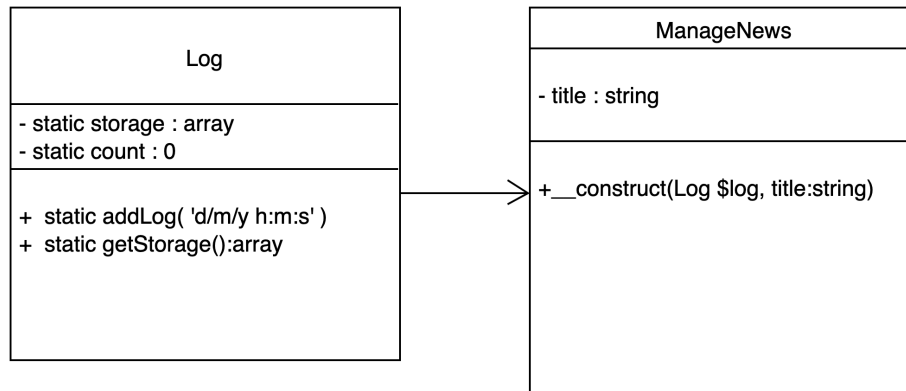 Log
- static storage : array
- static count : 0
+ static addLog( 'd/m/y h:m:s' )
+ static getStorage():array
ManageNews
- title : string
+__construct(Log $log, title:string)